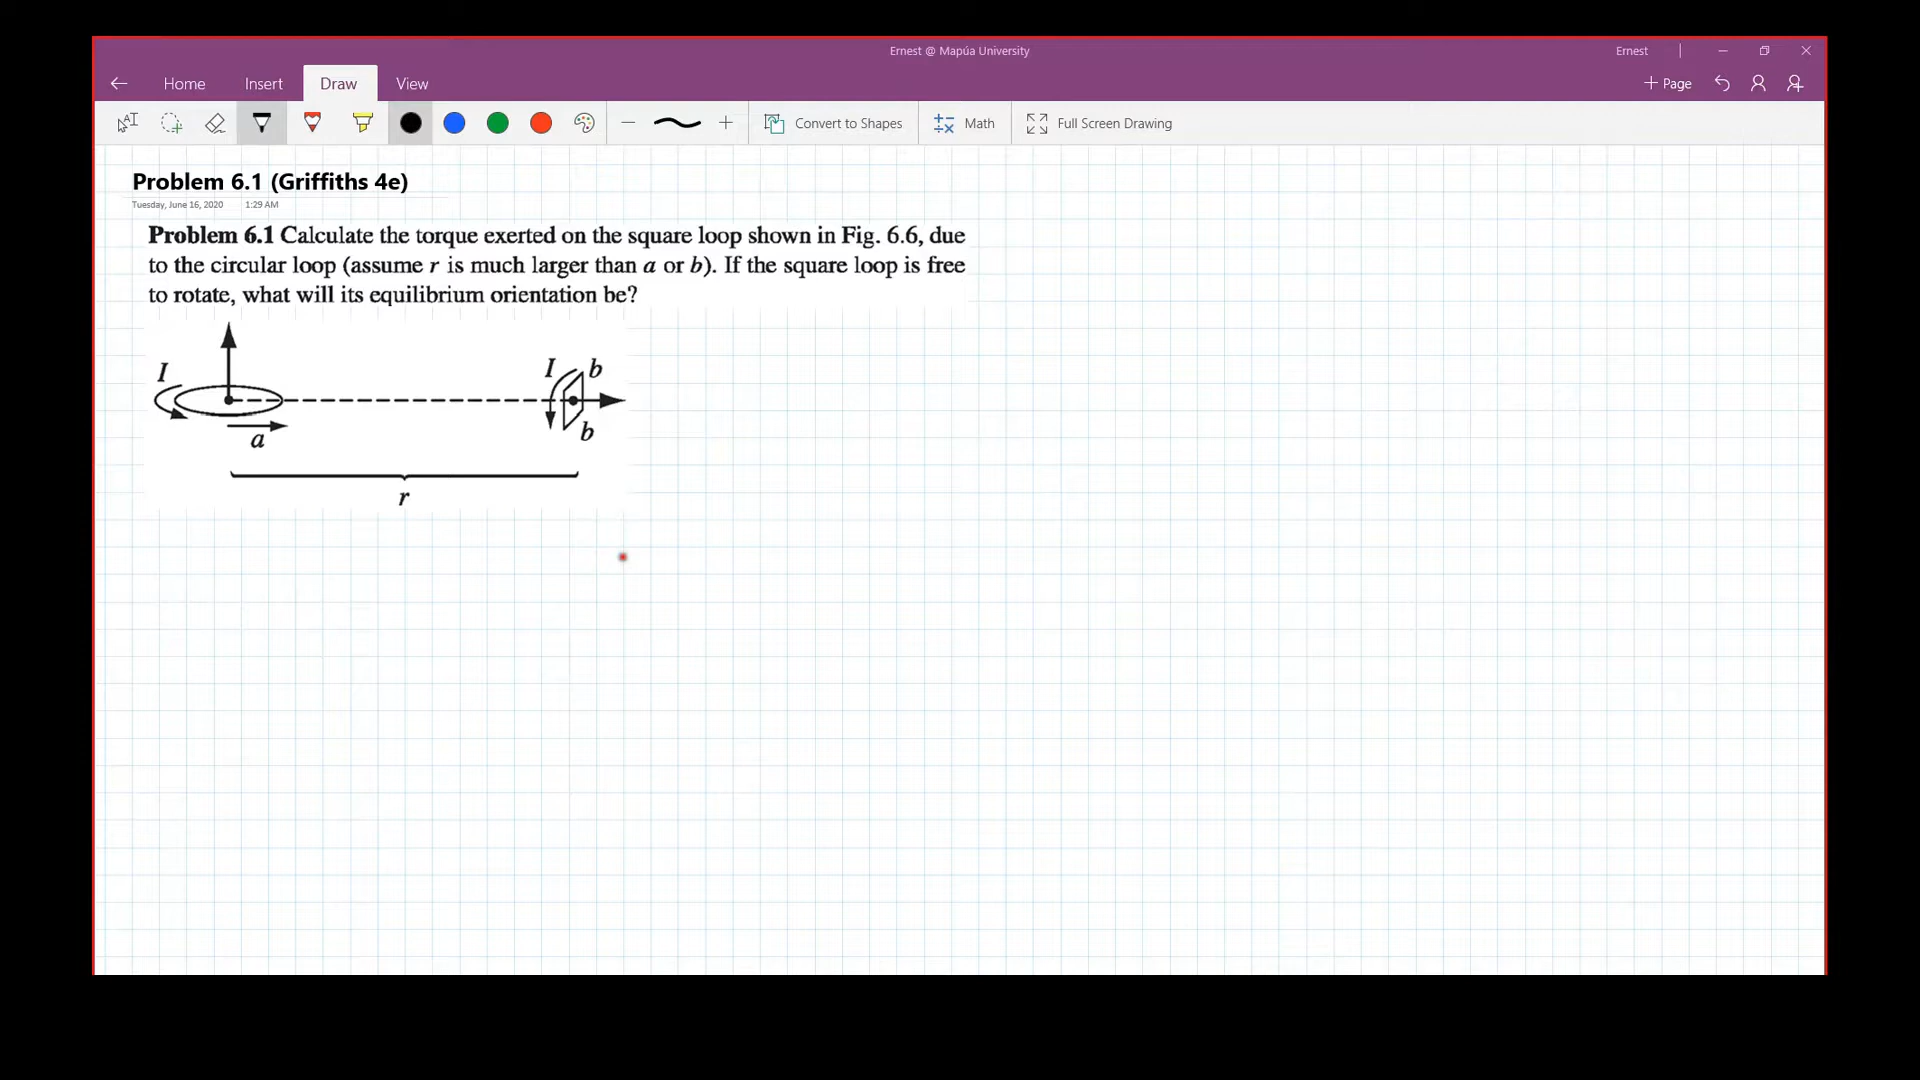 Ernest @ Mapúa University
Ernest
Home Insert Draw View
Page
Convert to Shapes Math Full Screen Drawing
Problem 6.1 (Griffiths 4e)
Tuesday, June 16, 2020 1:29 AM
Problem 6.1 Calculate the torque exerted on the square loop shown in Fig. 6.6, due
to the circular loop (assume r is much larger than a or b). If the square loop is free
to rotate, what will its equilibrium orientation be?
I
I b
a
b
r